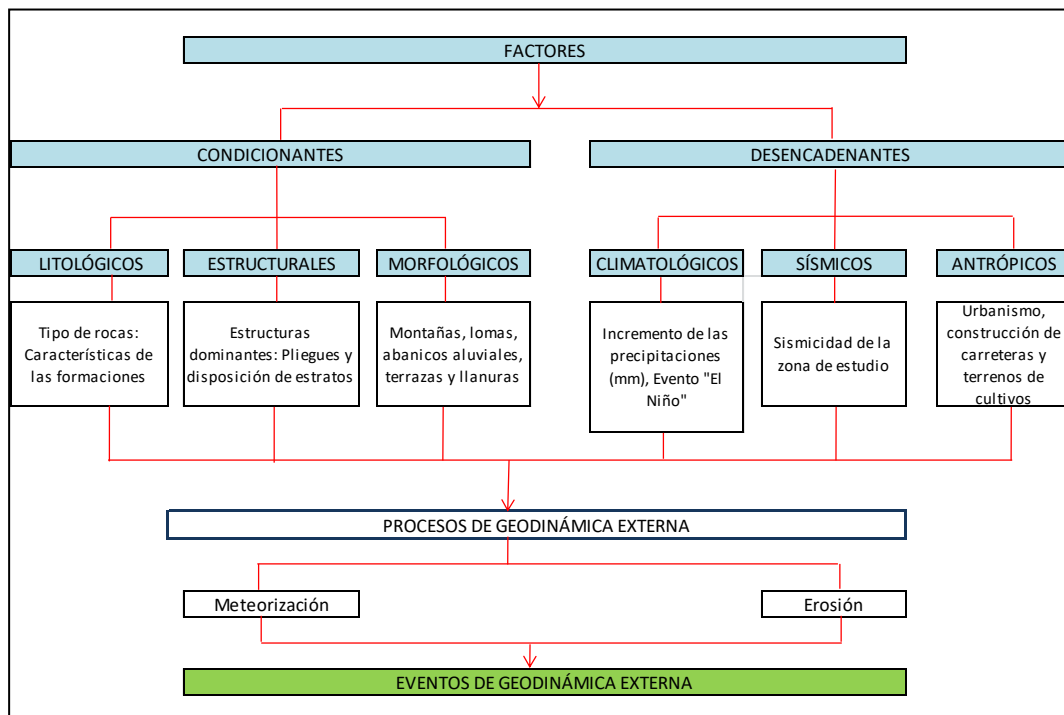 FACTORES
CONDICIONANTES
DESENCADENANTES
LITOLÓGICOS
ESTRUCTURALES
MORFOLÓGICOS
CLIMATOLÓGICOS
SÍSMICOS
ANTRÓPICOS
Tipo de rocas:
Características de
las formaciones
Estructuras
dominantes: Pliegues y
disposición de estratos
Montañas, lomas,
abanicos aluviales,
terrazas y llanuras
Incremento de las
precipitaciones
(mm), Evento "El
Niño"
Sismicidad de la
zona de estudio
Urbanismo,
construcción de
carreteras y
terrenos de
cultivos
PROCESOS DE GEODINÁMICA EXTERNA
Meteorización
Erosión
EVENTOS DE GEODINÁMICA EXTERNA